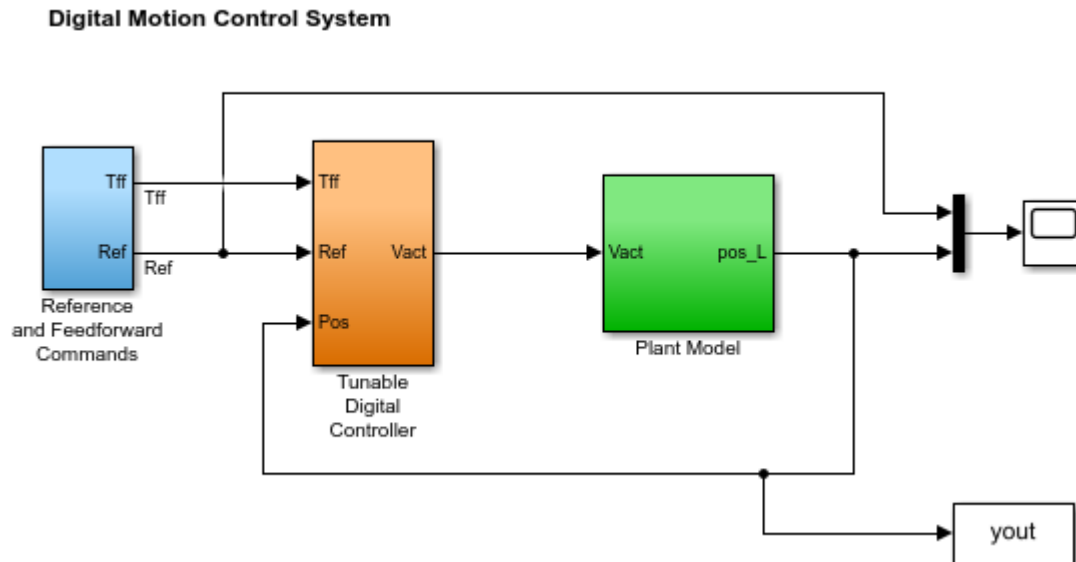 Digital Motion Control System
Tff
Tff
Ref
Ref
Reference
and Feedforward
Commands
Tff
Ref
Vact
Pos
Tunable
Digital
Controller
Vact
pos_L
Plant Model
yout